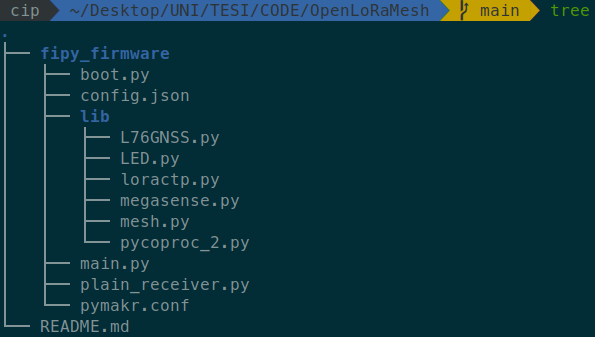 cip ~/Desktop/UNI/TESI/CODE/OpenLoRaMesh main tree
.
├── fipy_firmware
│   ├── boot.py
│   ├── config.json
│   ├── lib
│   │   ├── L76GNSS.py
│   │   ├── LED.py
│   │   ├── loractp.py
│   │   ├── megasense.py
│   │   ├── mesh.py
│   │   └── pycoproc_2.py
│   ├── main.py
│   ├── plain_receiver.py
│   └── pymakr.conf
└── README.md